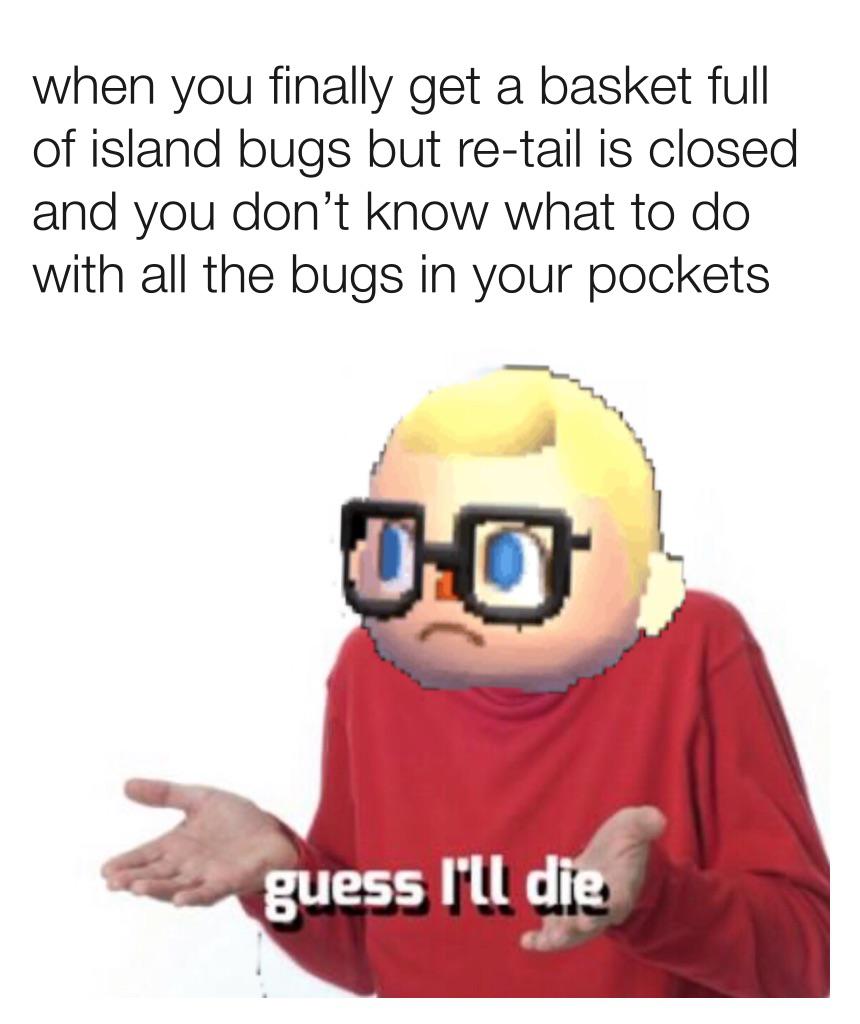 when you finally get a basket full
of island bugs but re-tail is closed
and you don’t know what to do
with all the bugs in your pockets
guess I'll die